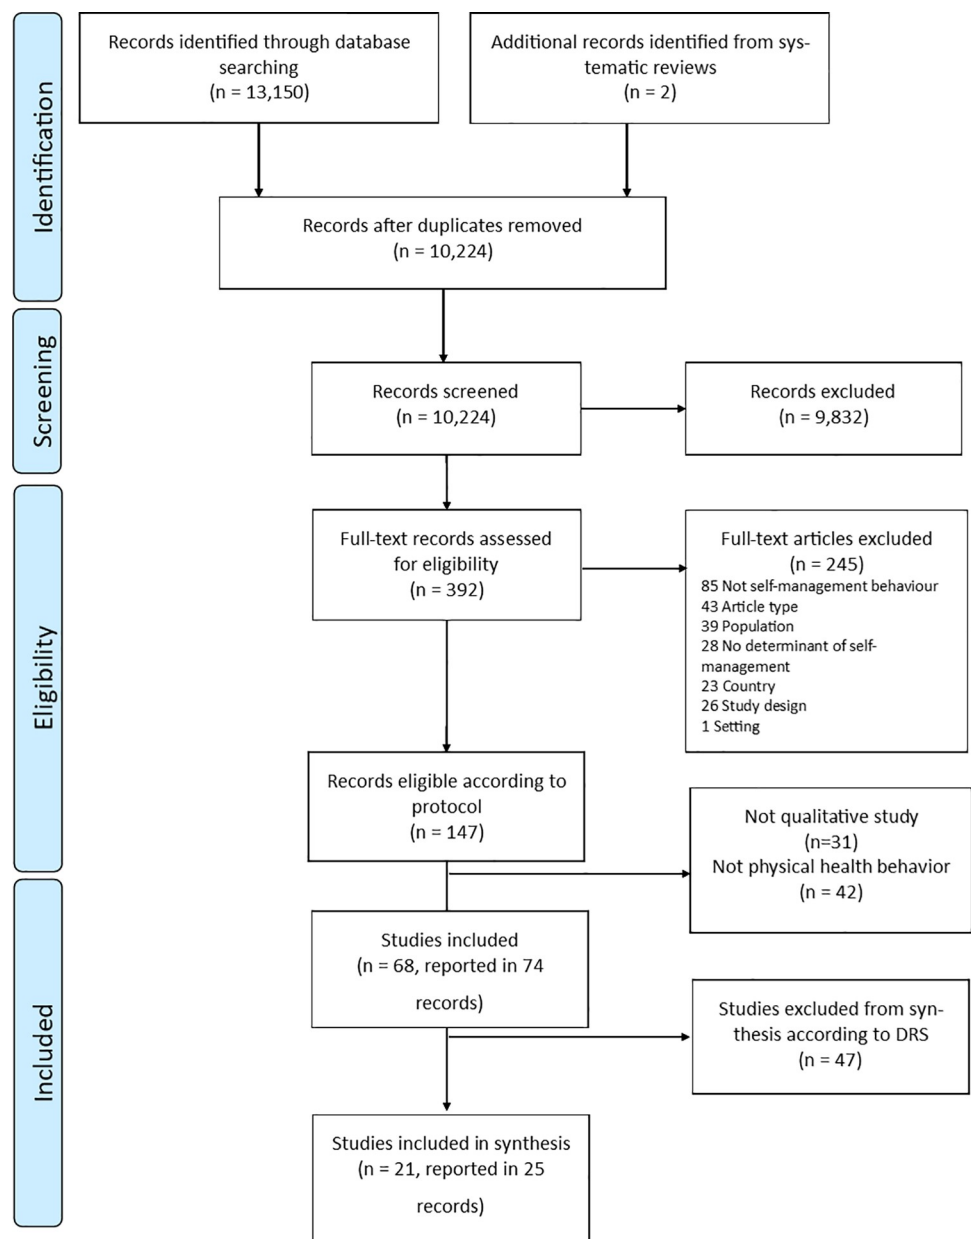 Identification
Records identified through database
searching
(n = 13,150)
Additional records identified from sys-
tematic reviews
(n = 2)
Records after duplicates removed
(n = 10,224)
Screening
Records screened
(n = 10,224)
Records excluded
(n = 9,832)
Eligibility
Full-text records assessed
for eligibility
(n = 392)
Full-text articles excluded
(n = 245)
85 Not self-management behaviour
43 Article type
39 Population
28 No determinant of self-
management
23 Country
26 Study design
1 Setting
Records eligible according to
protocol
(n = 147)
Not qualitative study
(n=31)
Not physical health behavior
(n = 42)
Included
Studies included
(n = 68, reported in 74
records)
Studies excluded from syn-
thesis according to DRS
(n = 47)
Studies included in synthesis
(n = 21, reported in 25
records)